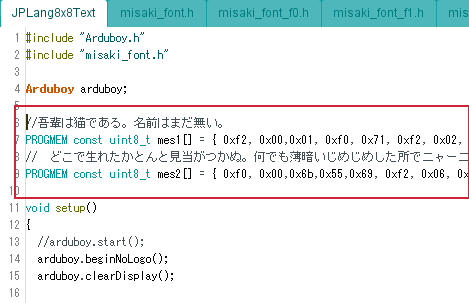 JPLang8x8Text misaki_font.h misaki_font_f0.h misaki_font_f1.h
1 #include "Arduboy.h"
2 #include "misaki_font.h"
3
4 Arduboy arduboy;
5
6 //吾輩は猫である。名前はまだ無い。
7 PROGMEM const uint8_t mes1[] = { 0xf2, 0x00,0x01, 0xf0, 0x71, 0xf2, 0x02,
8 // どこで生れたかとんと見当がつかぬ。何でも薄暗いじめじめした所でニャーニ
9 PROGMEM const uint8_t mes2[] = { 0xf0, 0x00,0x6b,0x55,0x69, 0xf2, 0x06,
10
11 void setup()
12 {
13 //arduboy.start();
14 arduboy.beginNoLogo();
15 arduboy.clearDisplay();
16